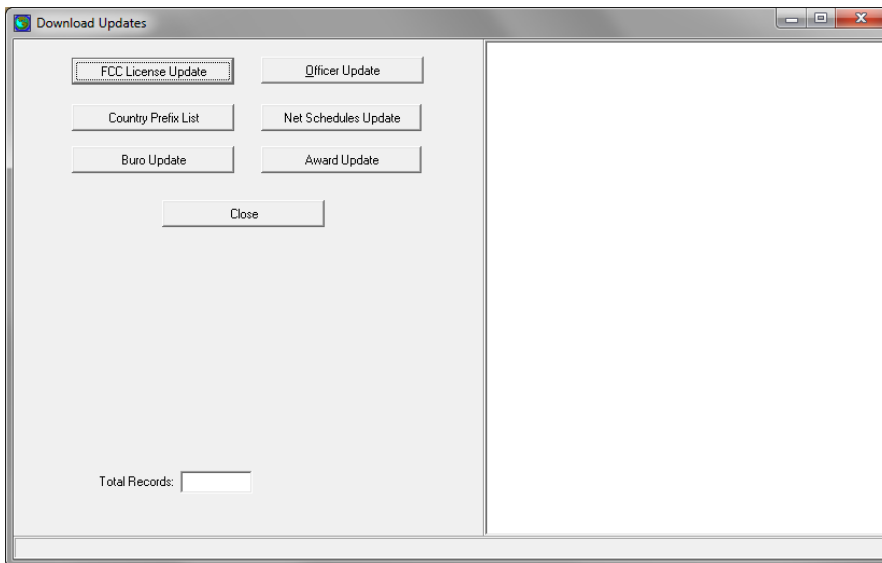 Download Updates
FCC License Update
Officer Update
Country Prefix List
Net Schedules Update
Buro Update
Award Update
Close
Total Records: